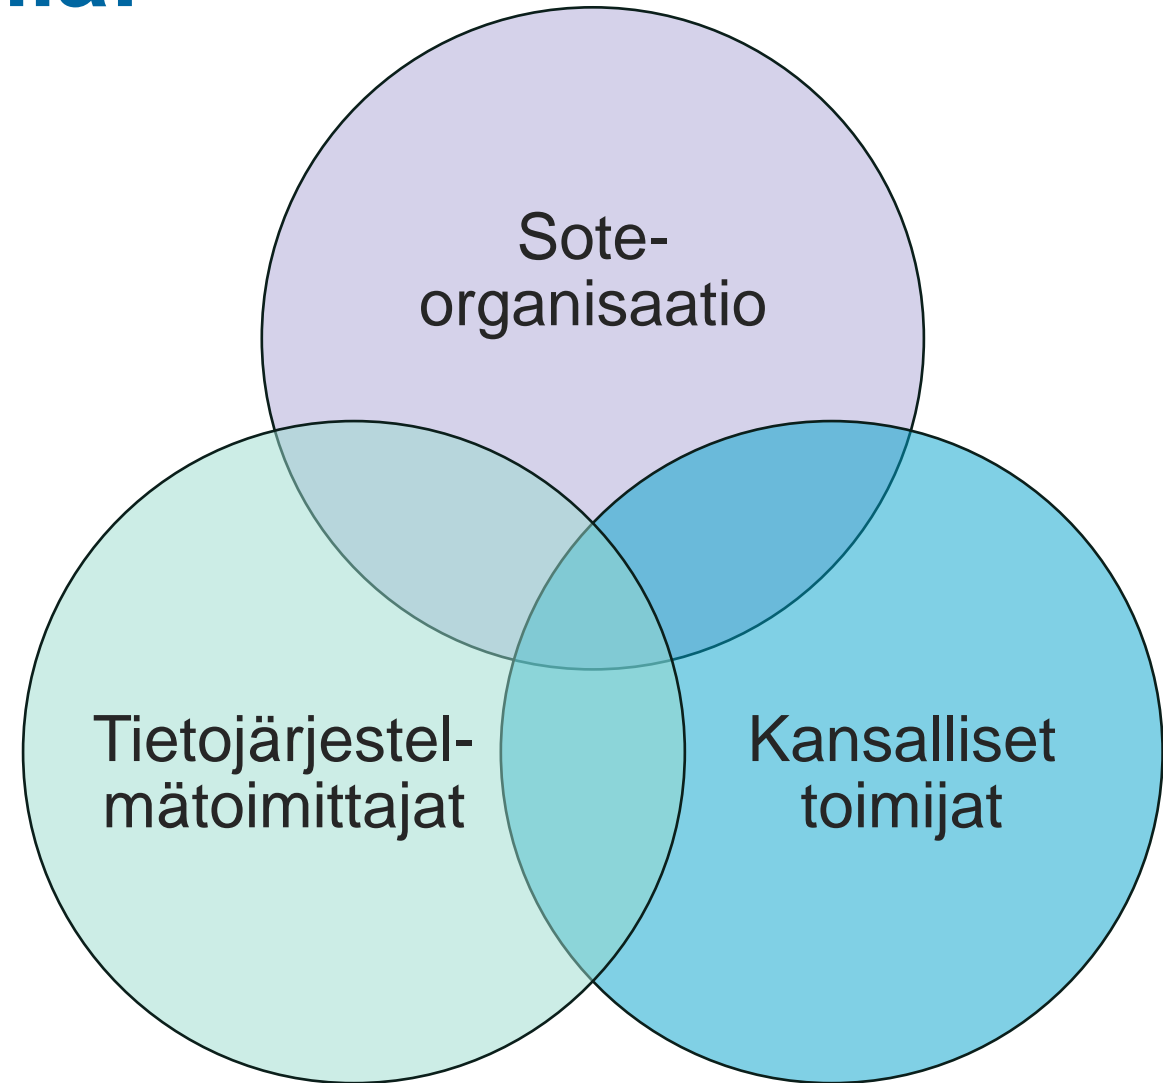 Sote-
organisaatio
Tietojärjestel-
mätoimittajat
Kansalliset
toimijat